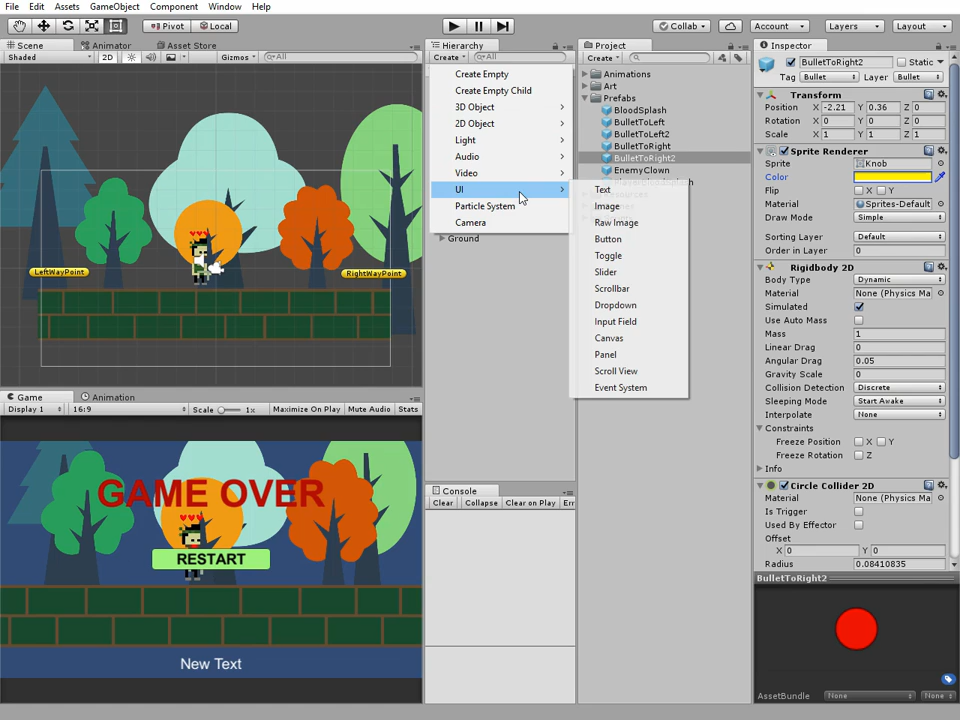 File Edit Assets GameObject Component Window Help
Pivot Local Collab Account Layers Layout
Scene Animator Asset Store
Shaded 2D Gizmos All
LeftWayPoint RightWayPoint
Game Animation
Display 1 16:9 Scale 1x Maximize On Play Mute Audio Stats
GAME OVER
RESTART
New Text
Hierarchy
Create All
Create Empty
Create Empty Child
3D Object
2D Object
Light
Audio
Video
UI
Particle System
Camera
Ground
Text
Image
Raw Image
Button
Toggle
Slider
Scrollbar
Dropdown
Input Field
Canvas
Panel
Scroll View
Event System
Console
Clear Collapse Clear on Play Err
Project
Create
Animations
Art
Prefabs
BloodSplash
BulletToLeft
BulletToLeft2
BulletToRight
BulletToRight2
EnemyClown
PlayerBloodSplash
Inspector
BulletToRight2 Static
Tag Bullet Layer Bullet
Transform
Position X -2.21 Y 0.36 Z 0
Rotation X 0 Y 0 Z 0
Scale X 1 Y 1 Z 1
Sprite Renderer
Sprite Knob
Color
Flip X Y
Material Sprites-Default
Draw Mode Simple
Sorting Layer Default
Order in Layer 0
Rigidbody 2D
Body Type Dynamic
Material None (Physics Ma
Simulated
Use Auto Mass
Mass 1
Linear Drag 0
Angular Drag 0.05
Gravity Scale 0
Collision Detection Discrete
Sleeping Mode Start Awake
Interpolate None
Constraints
Freeze Position X Y
Freeze Rotation Z
Info
Circle Collider 2D
Material None (Physics Ma
Is Trigger
Used By Effector
Offset
X 0 Y 0
Radius 0.08410835
BulletToRight2
AssetBundle None None